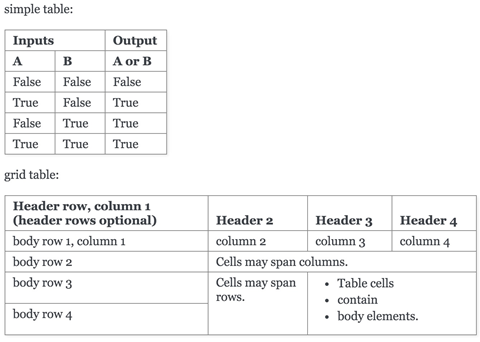 simple table:
Inputs Output
A B A or B
False False False
True False True
False True True
True True True
grid table:
Header row, column 1
(header rows optional) Header 2 Header 3 Header 4
body row 1, column 1 column 2 column 3 column 4
body row 2 Cells may span columns.
body row 3 Cells may span • Table cells
rows. • contain
body row 4 • body elements.